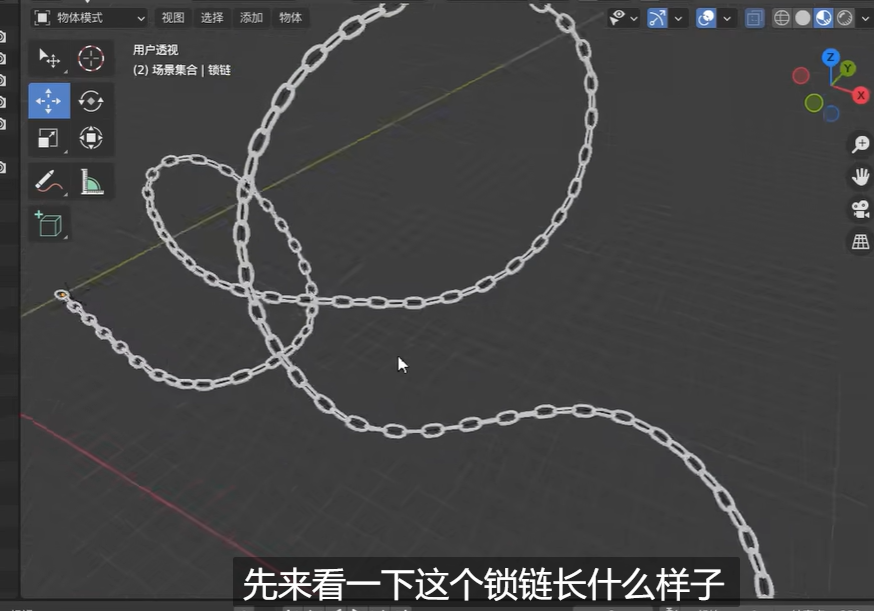 物体模式 视图 选择 添加 物体
用户透视
(2) 场景集合 | 锁链
Z
Y
X
先来看一下这个锁链长什么样子